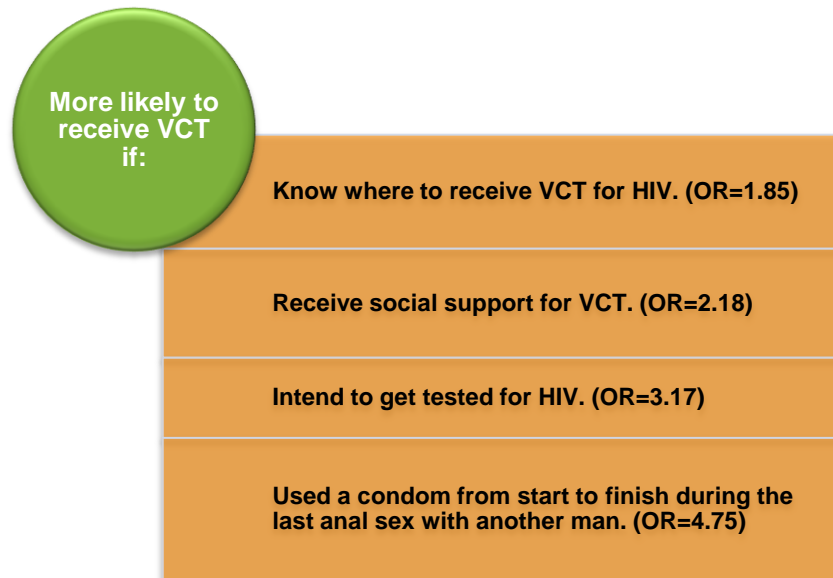 More likely to
receive VCT
if:
Know where to receive VCT for HIV. (OR=1.85)
Receive social support for VCT. (OR=2.18)
Intend to get tested for HIV. (OR=3.17)
Used a condom from start to finish during the
last anal sex with another man. (OR=4.75)